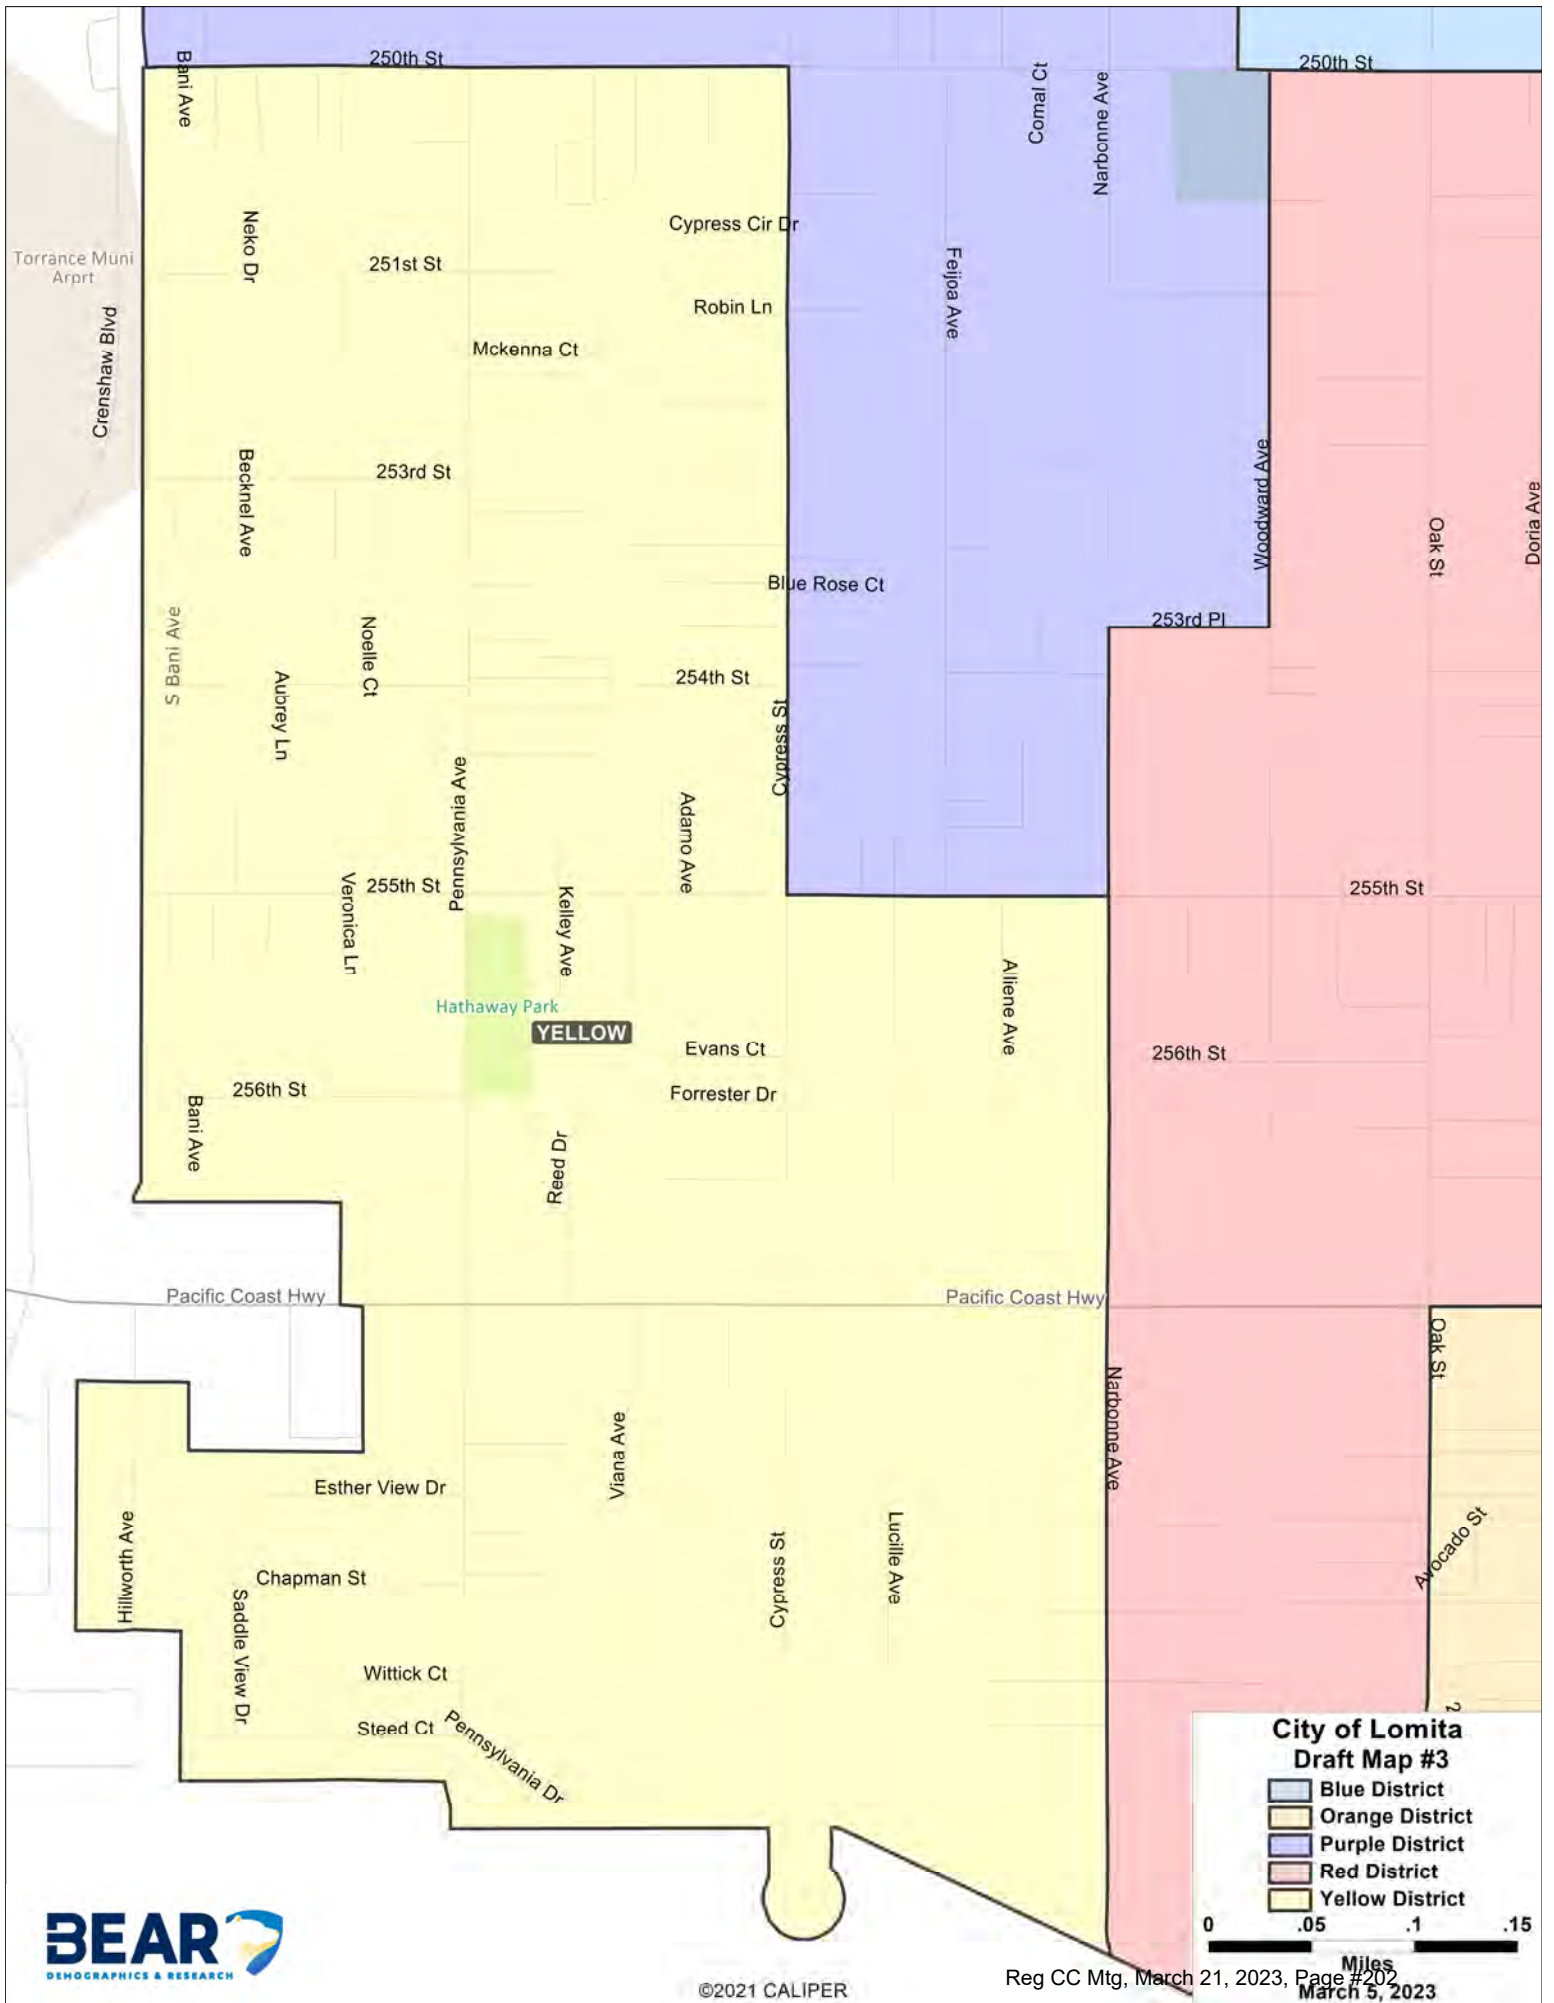 250th St
250th St
Bani Ave
Comal Ct
Narbonne Ave
Neko Dr
Cypress Cir Dr
Torrance Muni
Arprt
251st St
Feijoa Ave
Robin Ln
Crenshaw Blvd
Mckenna Ct
253rd St
Becknel Ave
Woodward Ave
Oak St
Doria Ave
Blue Rose Ct
S Bani Ave
Noelle Ct
253rd Pl
Aubrey Ln
254th St
Cypress St
Pennsylvania Ave
Adamo Ave
Veronica Ln
255th St
Kelley Ave
255th St
Alliene Ave
Hathaway Park
YELLOW
Evans Ct
256th St
256th St
Forrester Dr
Bani Ave
Reed Dr
Pacific Coast Hwy
Pacific Coast Hwy
Oak St
Narbonne Ave
Viana Ave
Esther View Dr
Hillworth Ave
Cypress St
Lucille Ave
Avocado St
Chapman St
Saddle View Dr
Wittick Ct
Steed Ct
Pennsylvania Dr
2
City of Lomita
Draft Map #3
Blue District
Orange District
Purple District
Red District
Yellow District
0 .05 .1 .15
Miles
March 5, 2023
BEAR
DEMOGRAPHICS & RESEARCH
©2021 CALIPER
Reg CC Mtg, March 21, 2023, Page #202